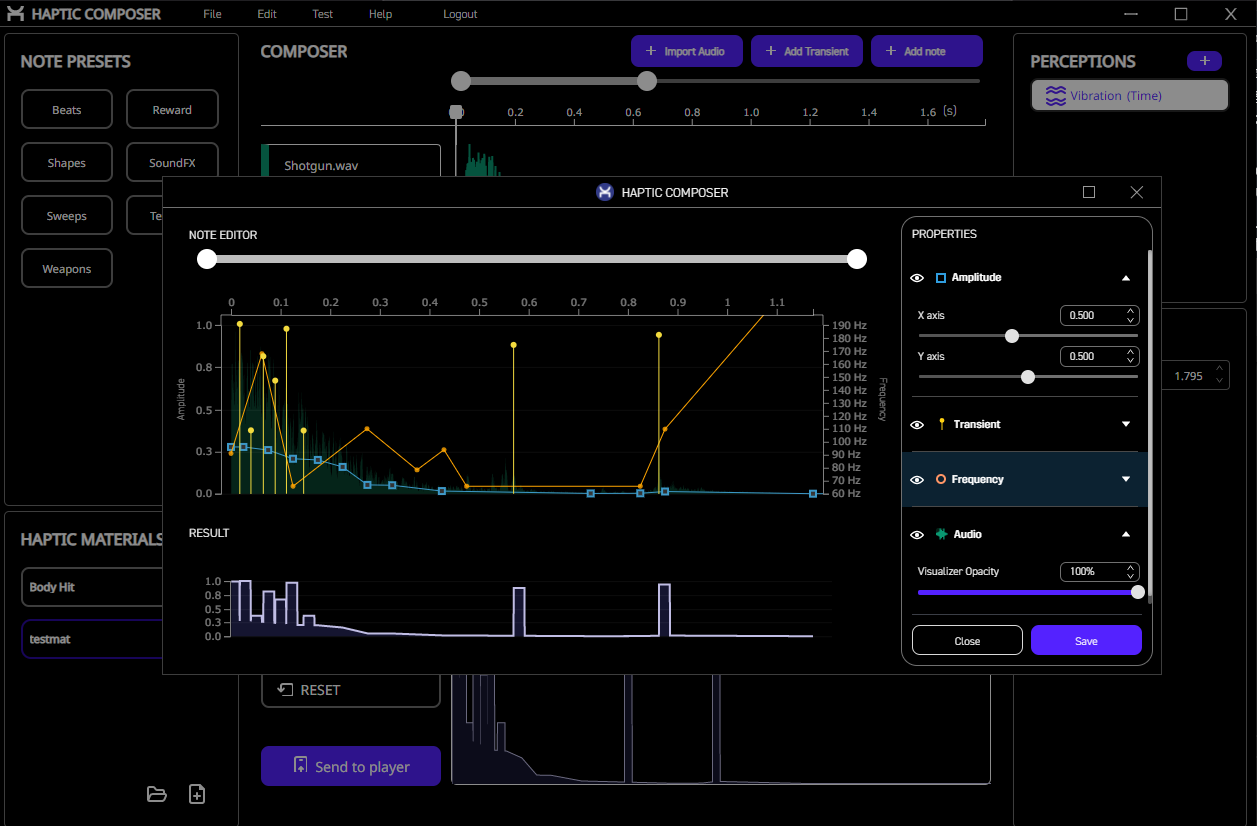 HAPTIC COMPOSER File Edit Test Help Logout
NOTE PRESETS
Beats Reward
Shapes SoundFX
Sweeps Te
Weapons
HAPTIC MATERIALS
Body Hit
testmat
COMPOSER
Import Audio Add Transient Add note
0.2 0.4 0.6 0.8 1.0 1.2 1.4 1.6 (s)
Shotgun.wav
RESET
Send to player
PERCEPTIONS
Vibration (Time)
1.795
HAPTIC COMPOSER
NOTE EDITOR
0 0.1 0.2 0.3 0.4 0.5 0.6 0.7 0.8 0.9 1 1.1
Amplitude
1.0
0.8
0.5
0.3
0.0
190 Hz
180 Hz
170 Hz
160 Hz
150 Hz
140 Hz
130 Hz
120 Hz
110 Hz
100 Hz
90 Hz
80 Hz
70 Hz
60 Hz
Frequency
RESULT
1.0
0.8
0.5
0.3
0.0
PROPERTIES
Amplitude
X axis 0.500
Y axis 0.500
Transient
Frequency
Audio
Visualizer Opacity 100%
Close Save